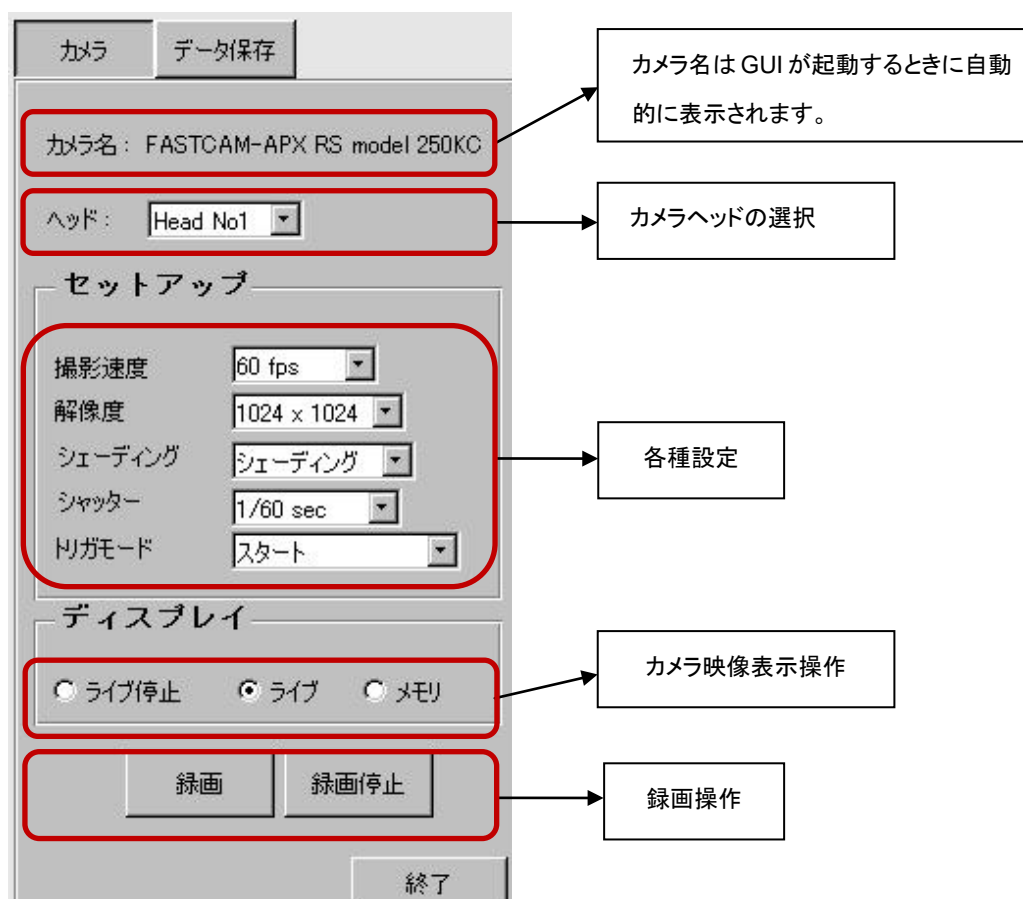 カメラ
データ保存
カメラ名はGUIが起動するときに自動
的に表示されます。
カメラ名： FASTCAM-APX RS model 250KC
ヘッド： Head No1
カメラヘッドの選択
セットアップ
撮影速度 60 fps
解像度 1024 x 1024
シェーディング シェーディング
各種設定
シャッター 1/60 sec
トリガモード スタート
ディスプレイ
カメラ映像表示操作
ライブ停止 ライブ メモリ
録画 録画停止
録画操作
終了